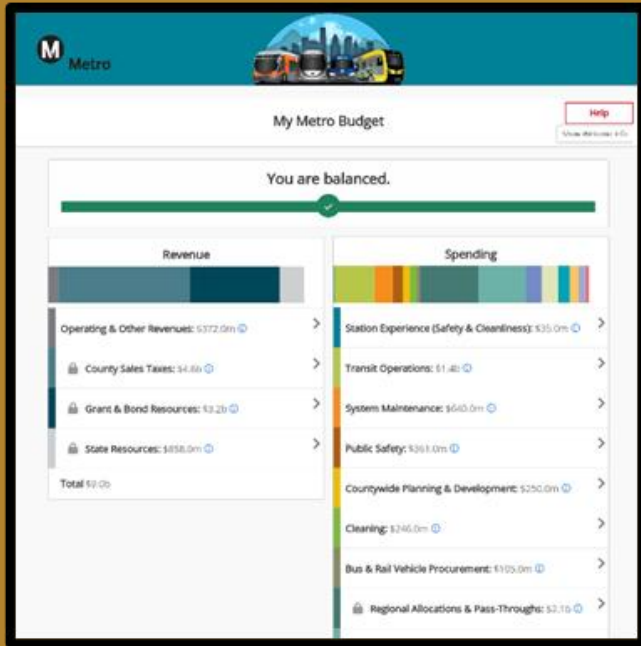 M
Metro
My Metro Budget
Help
You are balanced.
Revenue
Operating & Other Revenues: $372.0m
County Sales Taxes: $4.6b
Grant & Bond Resources: $3.2b
State Resources: $858.0m
Total $9.0b
Spending
Station Experience (Safety & Cleanliness): $35.0m
Transit Operations: $1.4b
System Maintenance: $640.0m
Public Safety: $361.0m
Countywide Planning & Development: $250.0m
Cleaning: $246.0m
Bus & Rail Vehicle Procurement: $105.0m
Regional Allocations & Pass-Throughs: $2.1b